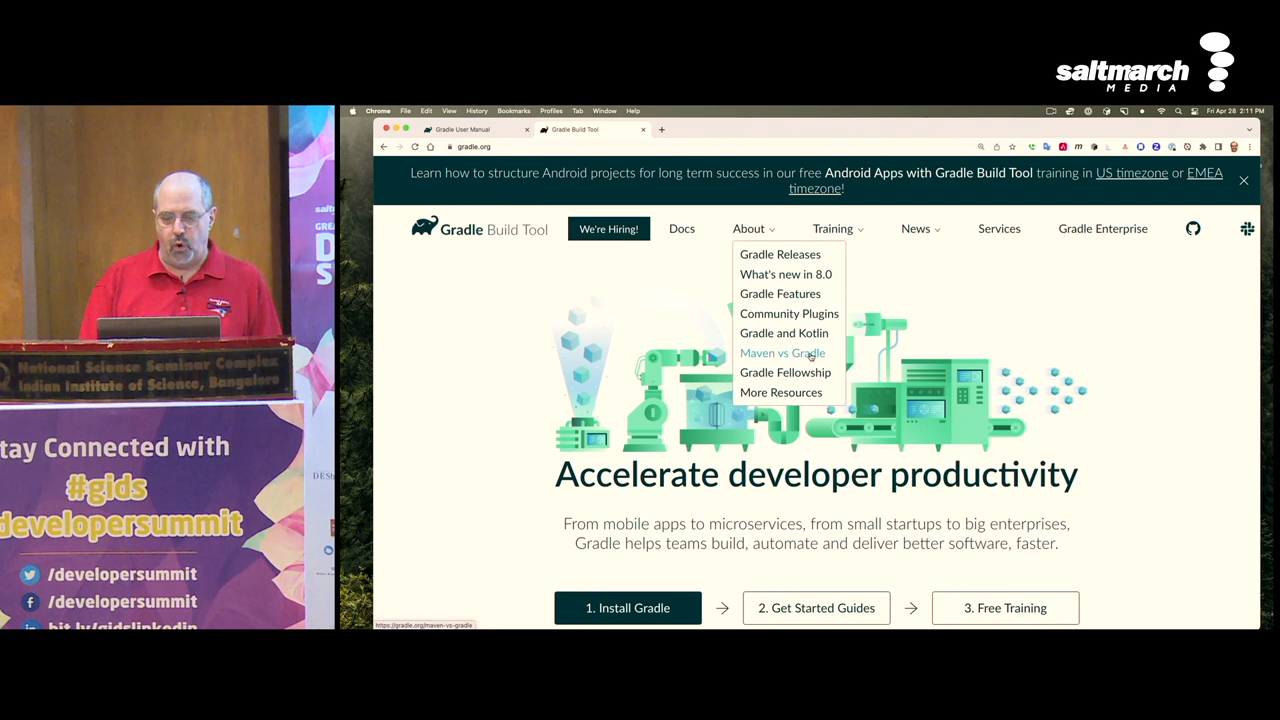 saltmarch
MEDIA
Chrome File Edit View History Bookmarks Profiles Tab Window Help
Fri Apr 28 2:11 PM
Gradle User Manual
Gradle Build Tool
gradle.org
Learn how to structure Android projects for long term success in our free Android Apps with Gradle Build Tool training in US timezone or EMEA
timezone!
Gradle Build Tool
We're Hiring!
Docs
About
Training
News
Services
Gradle Enterprise
Gradle Releases
What's new in 8.0
Gradle Features
Community Plugins
Gradle and Kotlin
Maven vs Gradle
Gradle Fellowship
More Resources
Accelerate developer productivity
From mobile apps to microservices, from small startups to big enterprises,
Gradle helps teams build, automate and deliver better software, faster.
1. Install Gradle
2. Get Started Guides
3. Free Training
https://gradle.org/maven-vs-gradle
National Science Seminar Complex
Indian Institute of Science, Bangalore
tay Connected with
#gids
developersummit
/developersummit
/developersummit
bit.ly/gidslinkedin